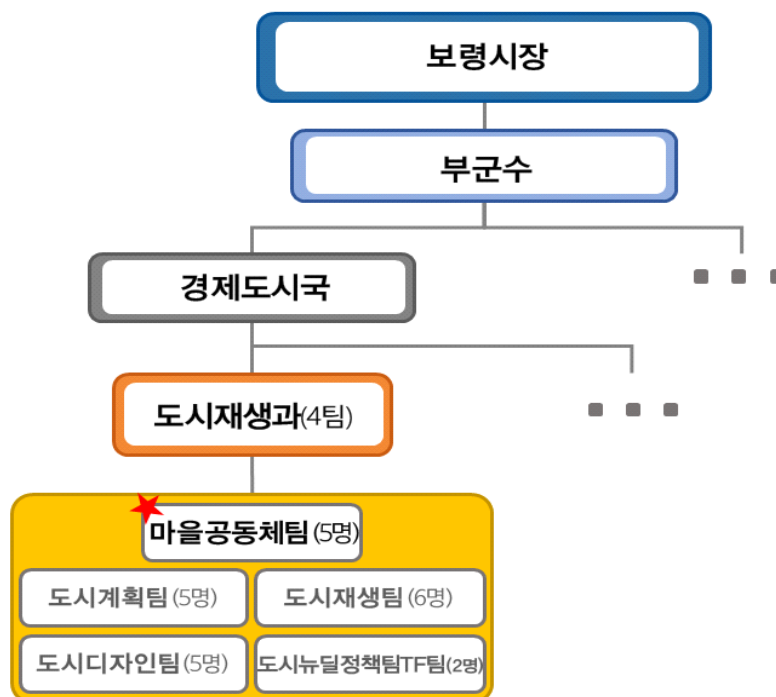 보령시장
부군수
경제도시국
도시재생과(4팀)
마을공동체팀(5명)
도시계획팀(5명)
도시재생팀(6명)
도시디자인팀(5명)
도시뉴딜정책팀TF팀(2명)